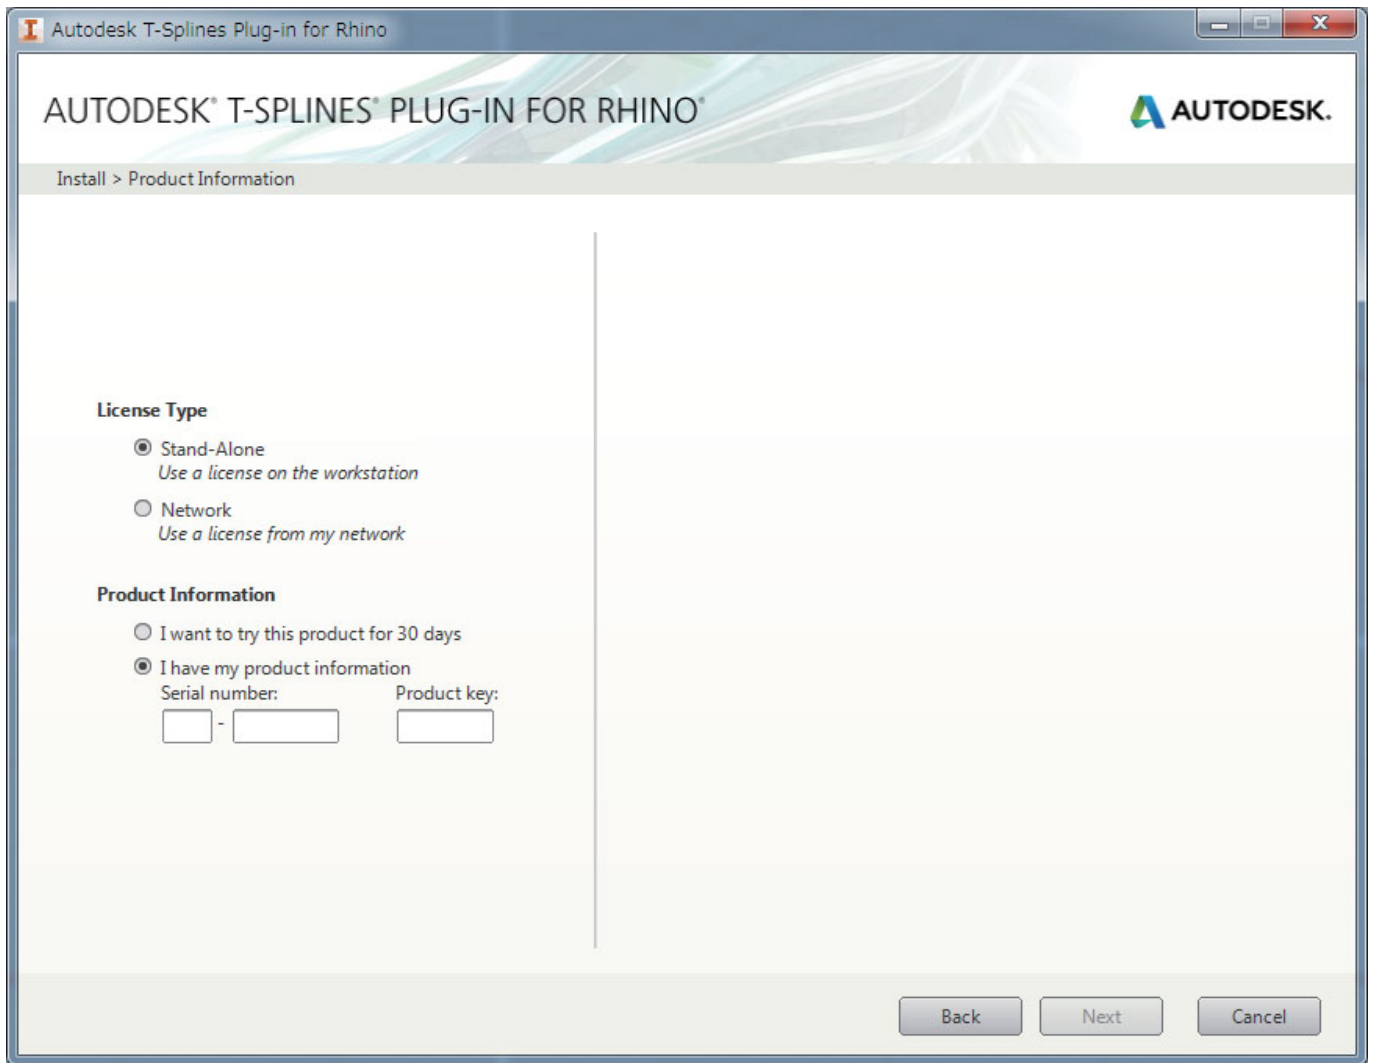 Autodesk T-Splines Plug-in for Rhino
AUTODESK® T-SPLINES® PLUG-IN FOR RHINO®
AUTODESK.
Install > Product Information
License Type
Stand-Alone
Use a license on the workstation
Network
Use a license from my network
Product Information
I want to try this product for 30 days
I have my product information
Serial number: Product key:
-
Back Next Cancel